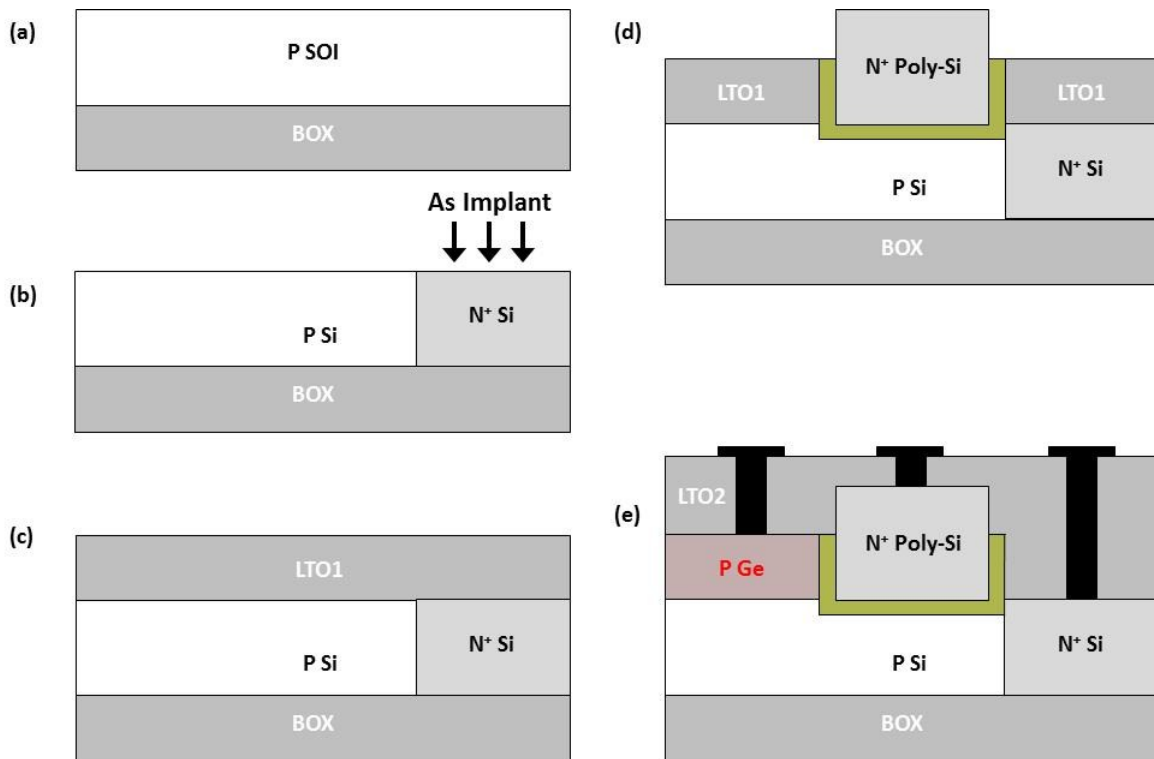 (a)
P SOI
BOX
As Implant
(b)
P Si
N⁺ Si
BOX
(c)
LTO1
P Si
N⁺ Si
BOX
(d)
N⁺ Poly-Si
LTO1
LTO1
P Si
N⁺ Si
BOX
(e)
LTO2
N⁺ Poly-Si
P Ge
P Si
N⁺ Si
BOX